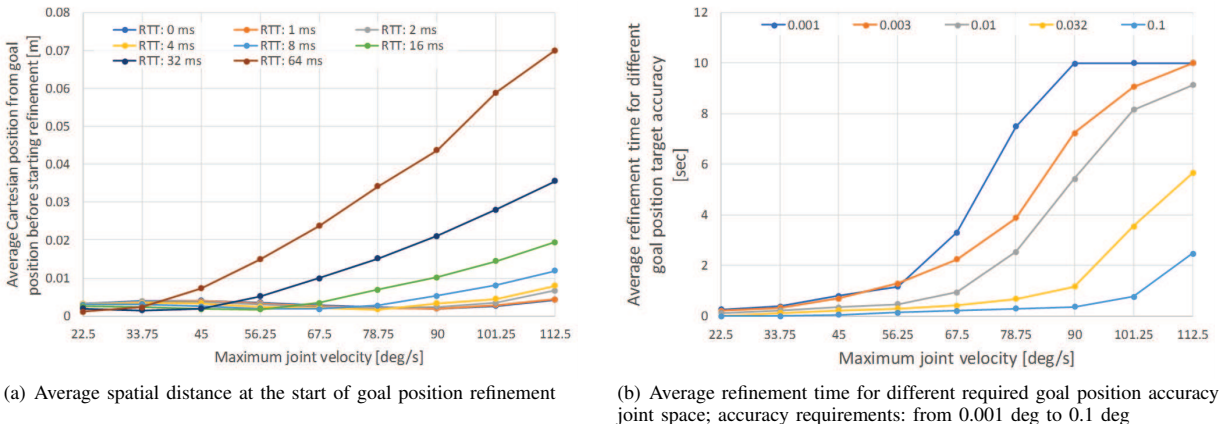 0.08
0.07
0.06
0.05
0.04
0.03
0.02
0.01
0
RTT: 0 ms RTT: 1 ms RTT: 2 ms
RTT: 4 ms RTT: 8 ms RTT: 16 ms
RTT: 32 ms RTT: 64 ms
Average Cartesian position from goal
position before starting refinement [m]
22.5 33.75 45 56.25 67.5 78.75 90 101.25 112.5
Maximum joint velocity [deg/s]
(a) Average spatial distance at the start of goal position refinement
12
10
8
6
4
2
0
0.001 0.003 0.01 0.032 0.1
Average refinement time for different
goal position target accuracy
[sec]
22.5 33.75 45 56.25 67.5 78.75 90 101.25 112.5
Maximum joint velocity [deg/s]
(b) Average refinement time for different required goal position accuracy
joint space; accuracy requirements: from 0.001 deg to 0.1 deg